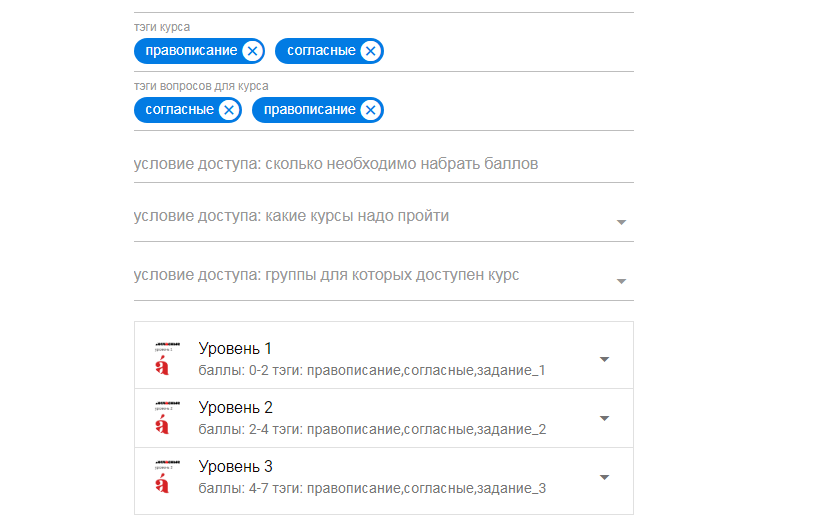 тэги курса
правописание согласные
тэги вопросов для курса
согласные правописание
условие доступа: сколько необходимо набрать баллов
условие доступа: какие курсы надо пройти
условие доступа: группы для которых доступен курс
Уровень 1
баллы: 0-2 тэги: правописание,согласные,задание_1
á
Уровень 2
баллы: 2-4 тэги: правописание,согласные,задание_2
á
Уровень 3
баллы: 4-7 тэги: правописание,согласные,задание_3
á